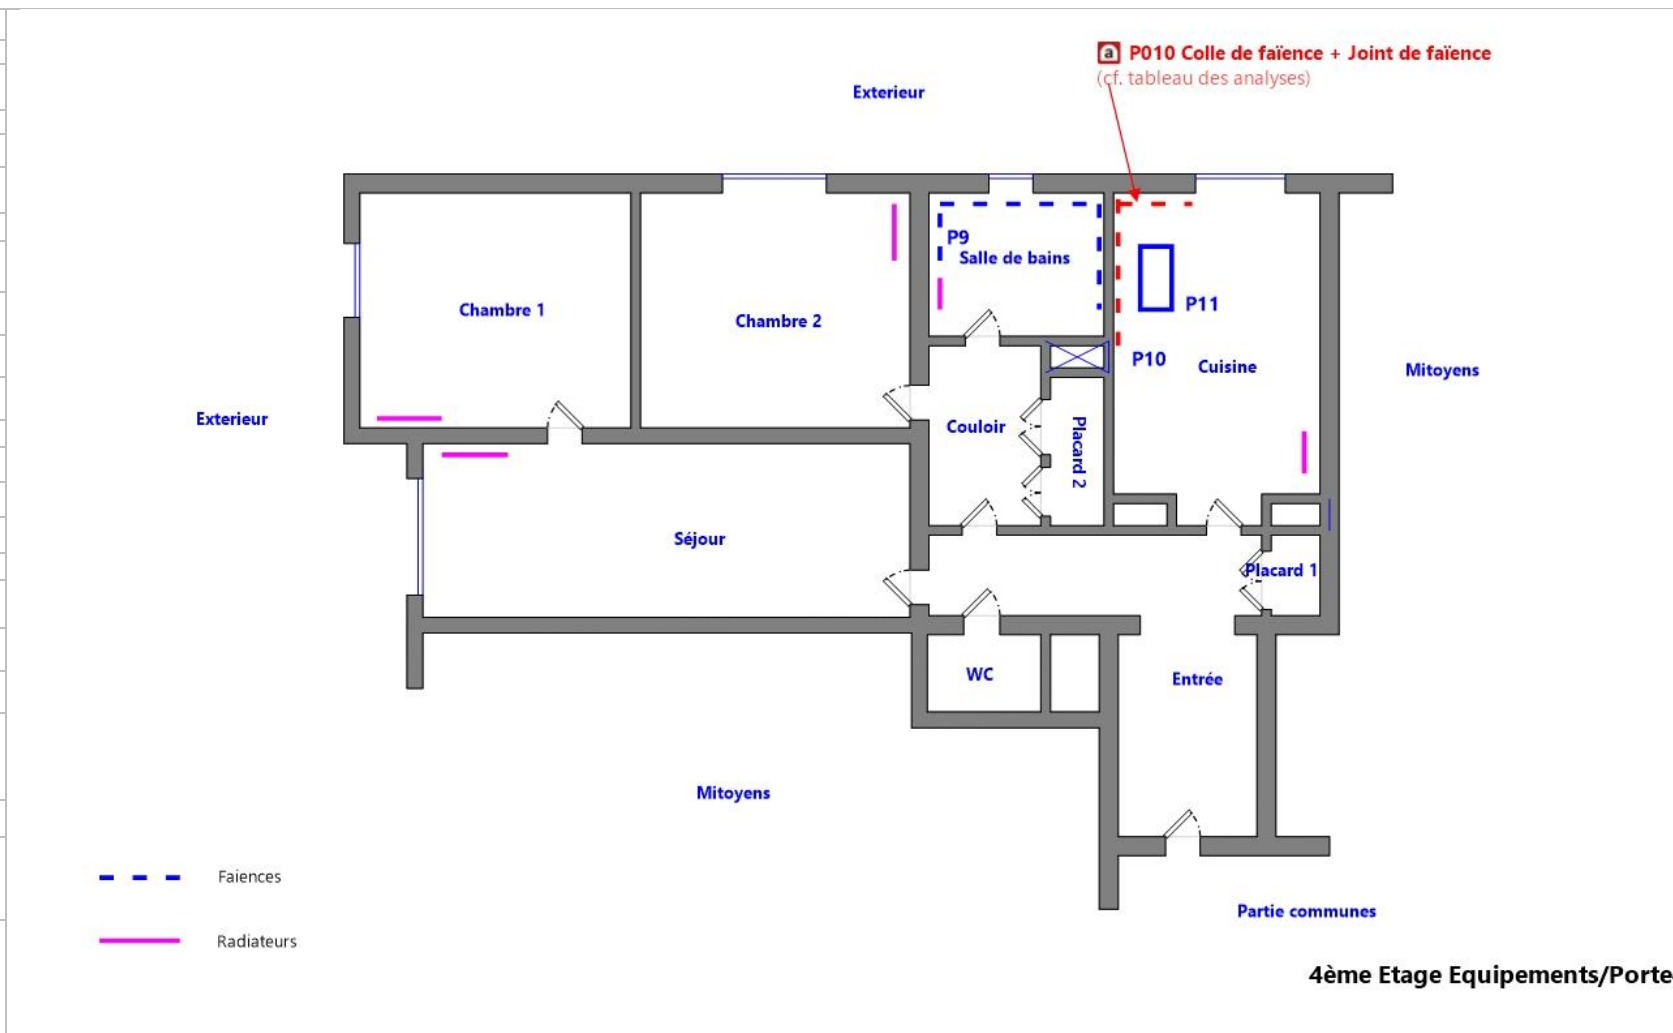 a P010 Colle de faïence + Joint de faïence
(cf. tableau des analyses)
Exterieur
P9
Salle de bains
Chambre 1
Chambre 2
P11
P10
Cuisine
Mitoyens
Exterieur
Couloir
Placard 2
Séjour
Placard 1
WC
Entrée
Mitoyens
Faiences
Partie communes
Radiateurs
4ème Etage Equipements/Porte